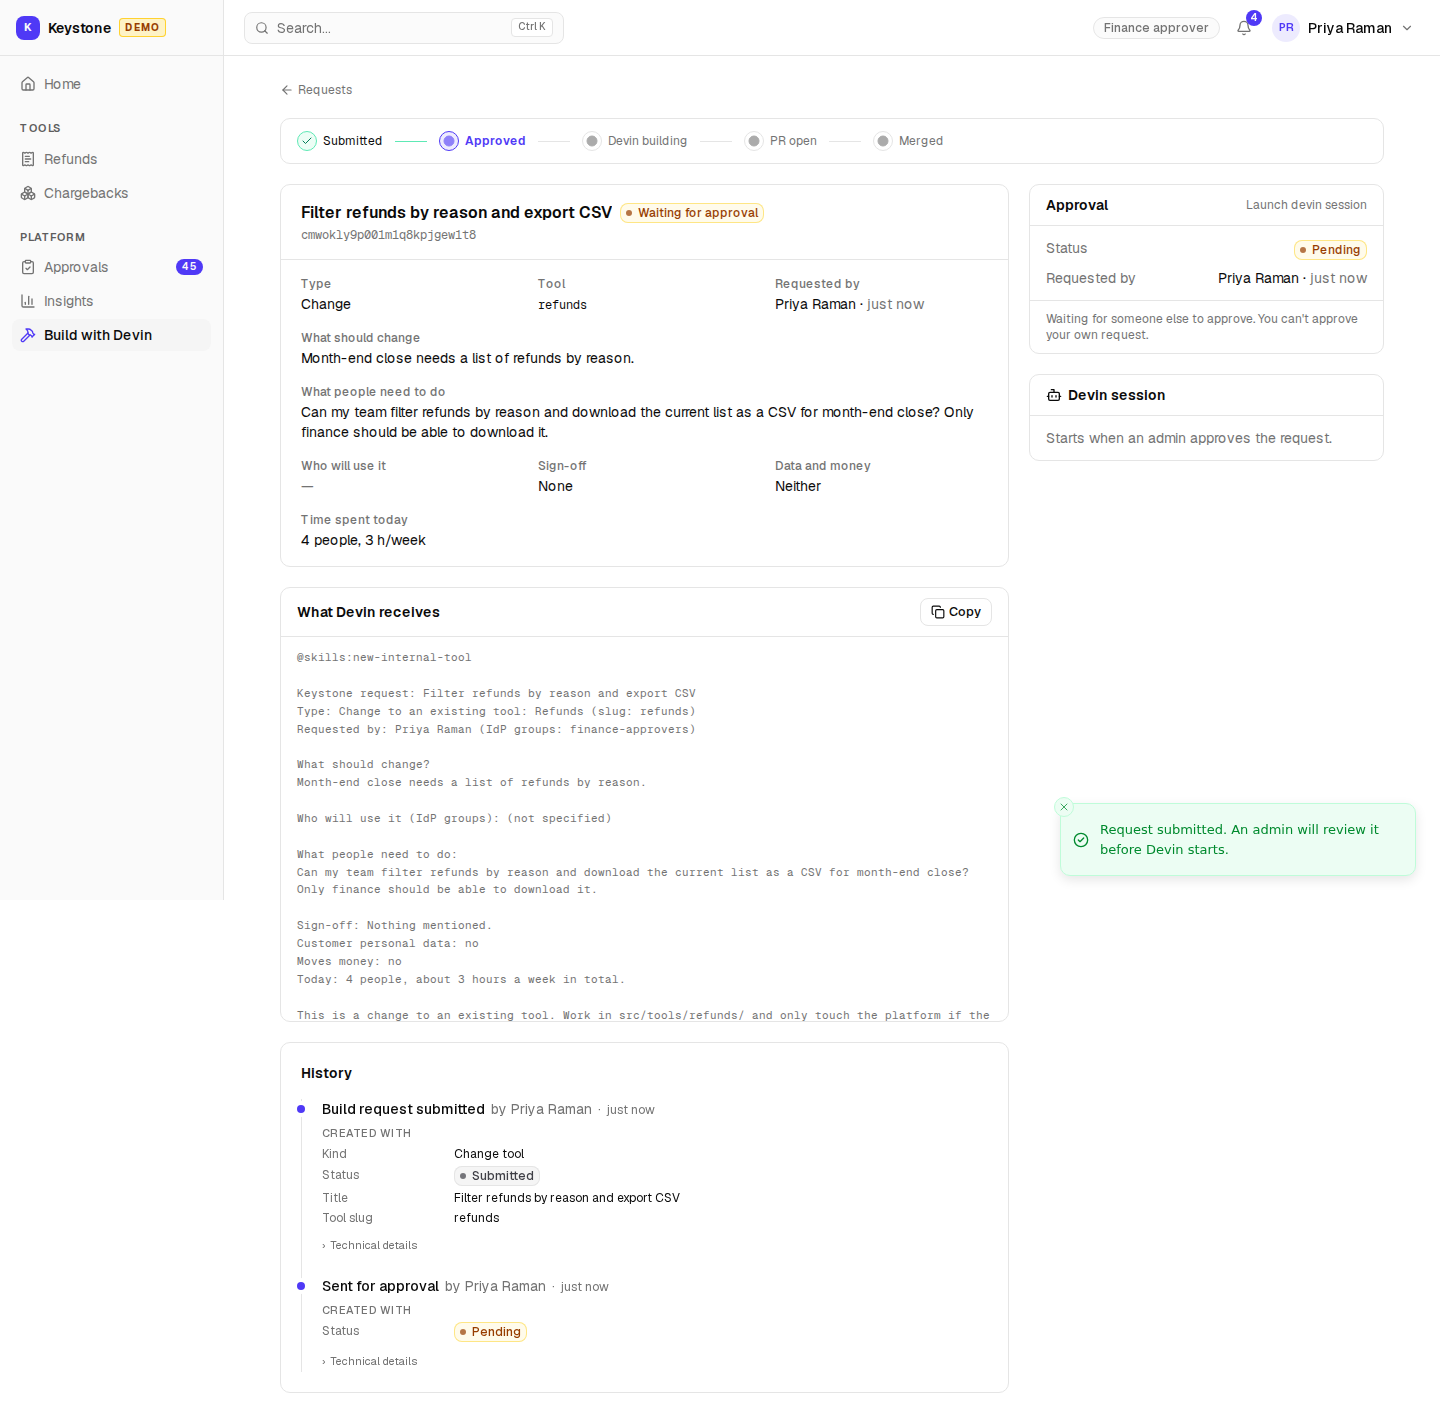 K Keystone DEMO
Search... Ctrl K
Finance approver
4
PR Priya Raman
Home
TOOLS
Refunds
Chargebacks
PLATFORM
Approvals 45
Insights
Build with Devin
Requests
Submitted Approved Devin building PR open Merged
Filter refunds by reason and export CSV Waiting for approval
cmwokly9p001m1q8kpjgew1t8
Type Tool Requested by
Change refunds Priya Raman · just now
What should change
Month-end close needs a list of refunds by reason.
What people need to do
Can my team filter refunds by reason and download the current list as a CSV for month-end close? Only
finance should be able to download it.
Who will use it Sign-off Data and money
— None Neither
Time spent today
4 people, 3 h/week
Approval Launch devin session
Status Pending
Requested by Priya Raman · just now
Waiting for someone else to approve. You can't approve
your own request.
Devin session
Starts when an admin approves the request.
What Devin receives Copy
@skills:new-internal-tool
Keystone request: Filter refunds by reason and export CSV
Type: Change to an existing tool: Refunds (slug: refunds)
Requested by: Priya Raman (IdP groups: finance-approvers)
What should change?
Month-end close needs a list of refunds by reason.
Who will use it (IdP groups): (not specified)
What people need to do:
Can my team filter refunds by reason and download the current list as a CSV for month-end close?
Only finance should be able to download it.
Sign-off: Nothing mentioned.
Customer personal data: no
Moves money: no
Today: 4 people, about 3 hours a week in total.
This is a change to an existing tool. Work in src/tools/refunds/ and only touch the platform if the
Request submitted. An admin will review it
before Devin starts.
History
Build request submitted by Priya Raman · just now
CREATED WITH
Kind Change tool
Status Submitted
Title Filter refunds by reason and export CSV
Tool slug refunds
› Technical details
Sent for approval by Priya Raman · just now
CREATED WITH
Status Pending
› Technical details